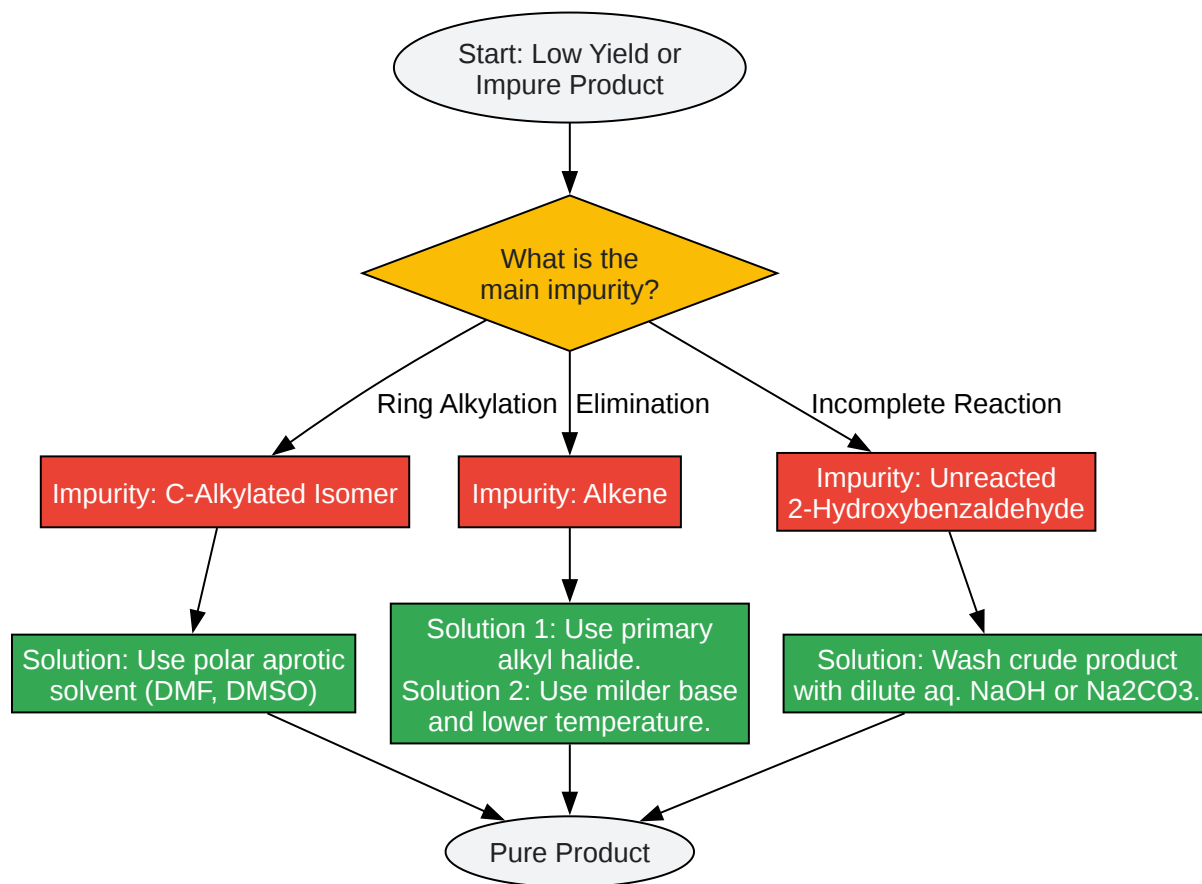 Start: Low Yield or
Impure Product
What is the
main impurity?
Ring Alkylation
Elimination
Incomplete Reaction
Impurity: C-Alkylated Isomer
Impurity: Alkene
Impurity: Unreacted
2-Hydroxybenzaldehyde
Solution: Use polar aprotic
solvent (DMF, DMSO)
Solution 1: Use primary
alkyl halide.
Solution 2: Use milder base
and lower temperature.
Solution: Wash crude product
with dilute aq. NaOH or Na2CO3.
Pure Product